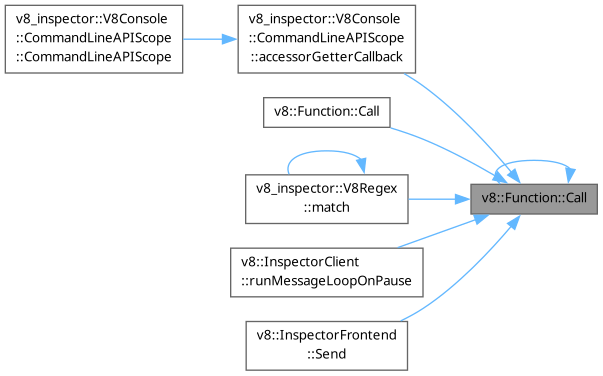 v8_inspector::V8Console
::CommandLineAPIScope
::CommandLineAPIScope
v8_inspector::V8Console
::CommandLineAPIScope
::accessorGetterCallback
v8::Function::Call
v8_inspector::V8Regex
::match
v8::Function::Call
v8::InspectorClient
::runMessageLoopOnPause
v8::InspectorFrontend
::Send